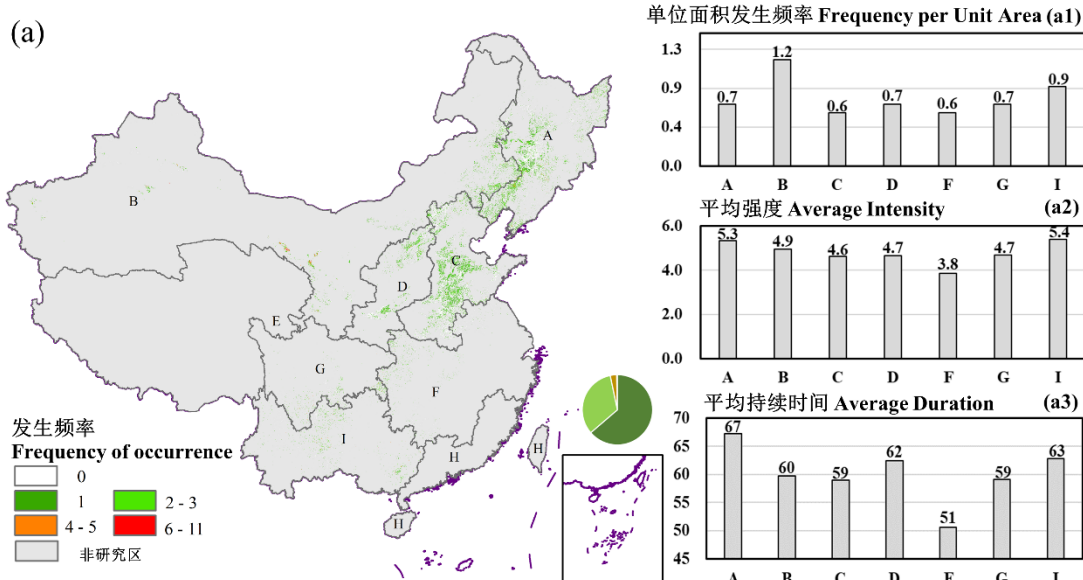 (a)
A
B
C
D
E
F
G
H
H
H
I
发生频率
Frequency of occurrence
0
1
2 - 3
4 - 5
6 - 11
非研究区
单位面积发生频率 Frequency per Unit Area (a1)
1.3
0.9
0.4
0.0
0.7
1.2
0.6
0.7
0.6
0.7
0.9
A B C D F G I
平均强度 Average Intensity (a2)
6.0
4.0
2.0
0.0
5.3
4.9
4.6
4.7
3.8
4.7
5.4
A B C D F G I
平均持续时间 Average Duration (a3)
70
65
60
55
50
45
67
60
59
62
51
59
63
A B C D F G I